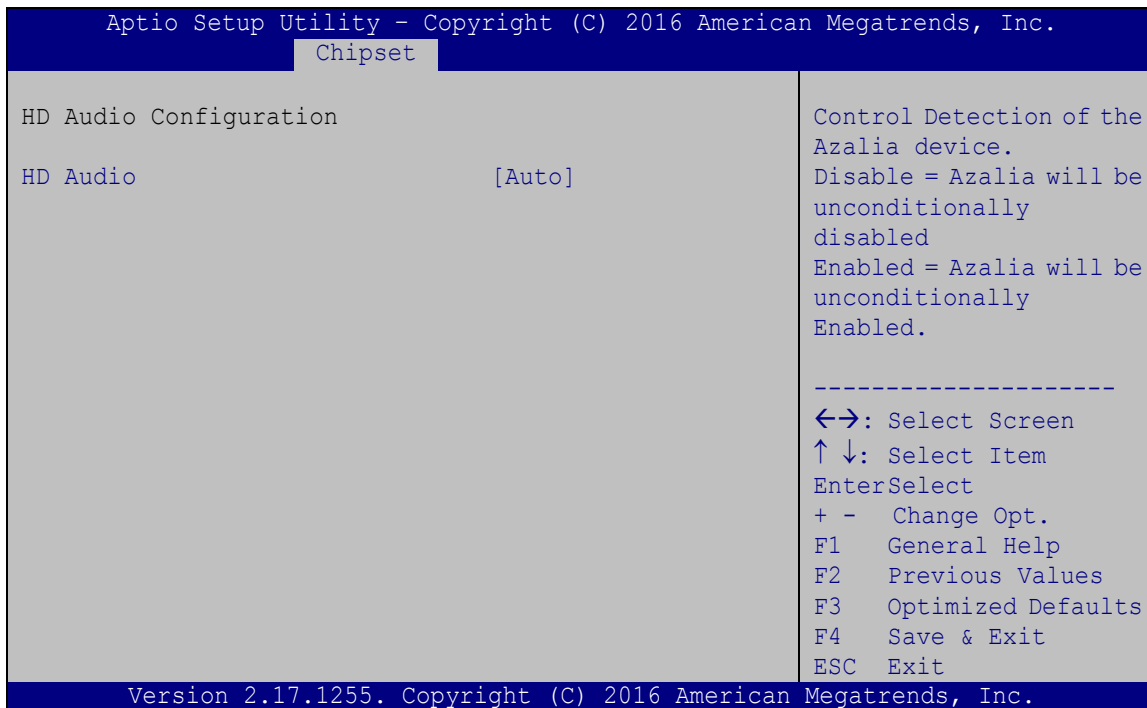 Aptio Setup Utility – Copyright (C) 2016 American Megatrends, Inc.
Chipset
HD Audio Configuration
HD Audio [Auto]
Control Detection of the
Azalia device.
Disable = Azalia will be
unconditionally
disabled
Enabled = Azalia will be
unconditionally
Enabled.
---------------------
←→: Select Screen
↑ ↓: Select Item
EnterSelect
+ - Change Opt.
F1 General Help
F2 Previous Values
F3 Optimized Defaults
F4 Save & Exit
ESC Exit
Version 2.17.1255. Copyright (C) 2016 American Megatrends, Inc.